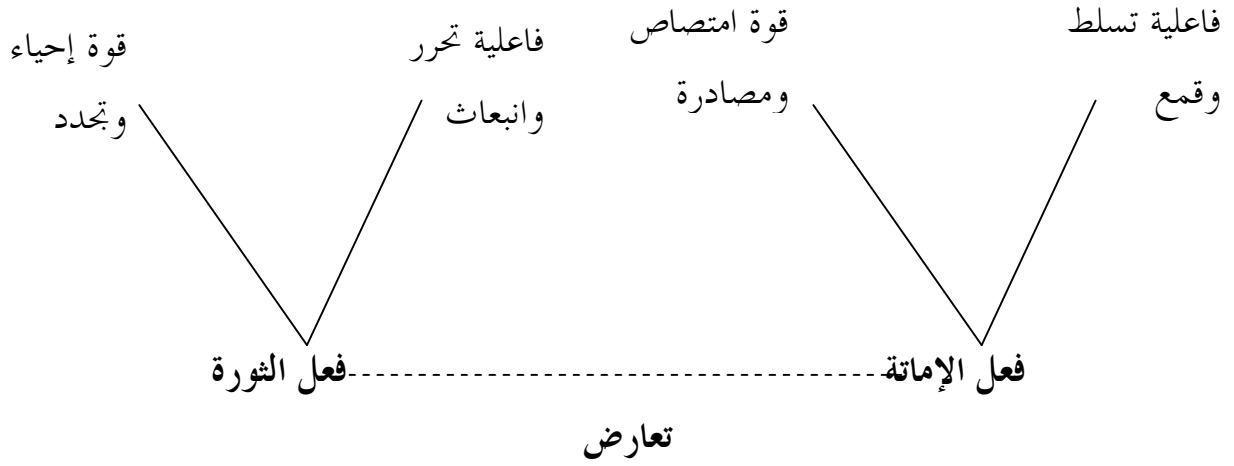 فاعلية تسلط
وقمع
قوة امتصاص
ومصادرة
فاعلية تحرر
وانبعاث
قوة إحياء
وتجدد
فعل الإماتة
فعل الثورة
تعارض